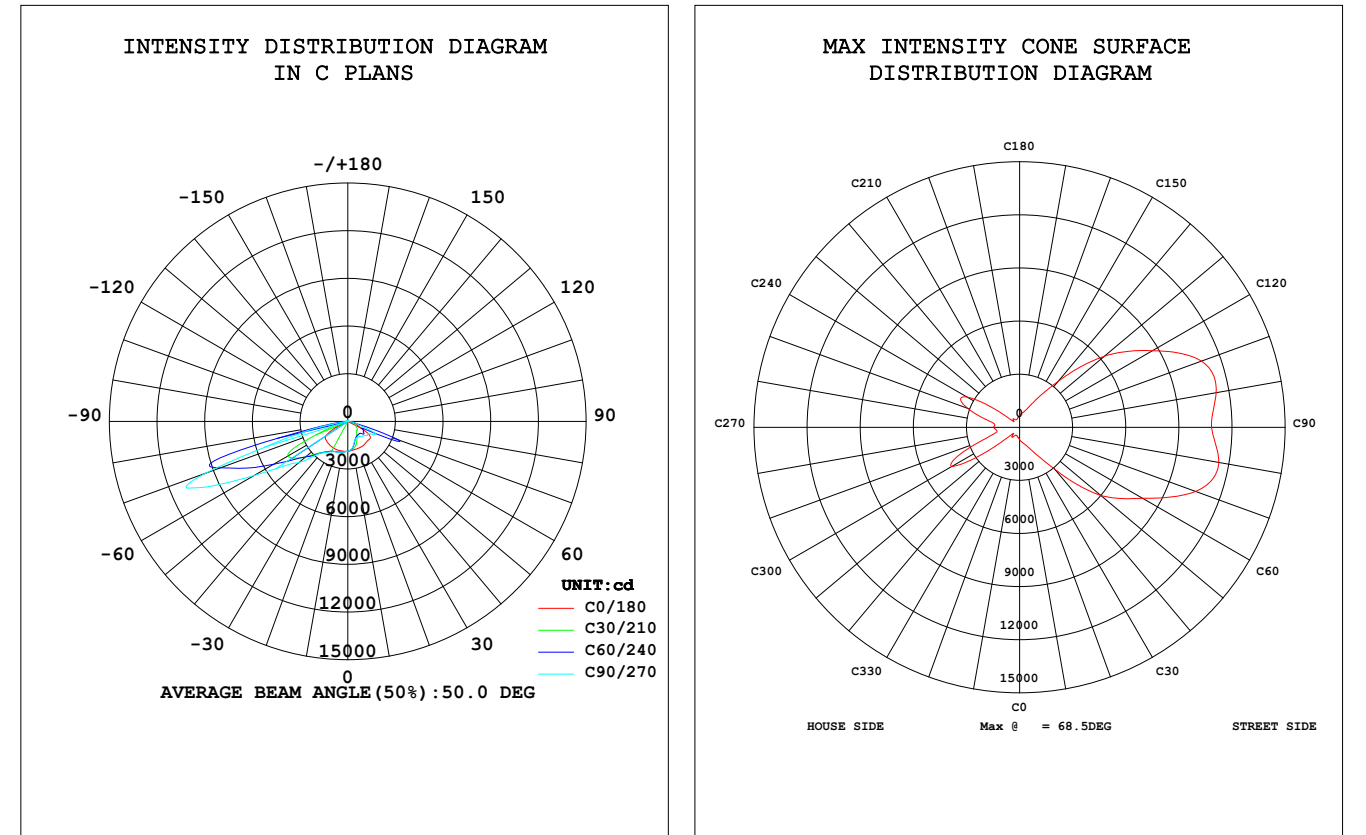 INTENSITY DISTRIBUTION DIAGRAM
IN C PLANS
-/+180
-150
150
-120
120
-90
0
90
3000
6000
-60
9000
60
UNIT:cd
12000
C0/180
C30/210
-30
30
15000
C60/240
0
C90/270
AVERAGE BEAM ANGLE(50%):50.0 DEG
MAX INTENSITY CONE SURFACE
DISTRIBUTION DIAGRAM
C180
C210
C150
C240
C120
0
C270
C90
3000
6000
C300
9000
C60
12000
C330
C30
15000
C0
HOUSE SIDE
Max @ = 68.5DEG
STREET SIDE